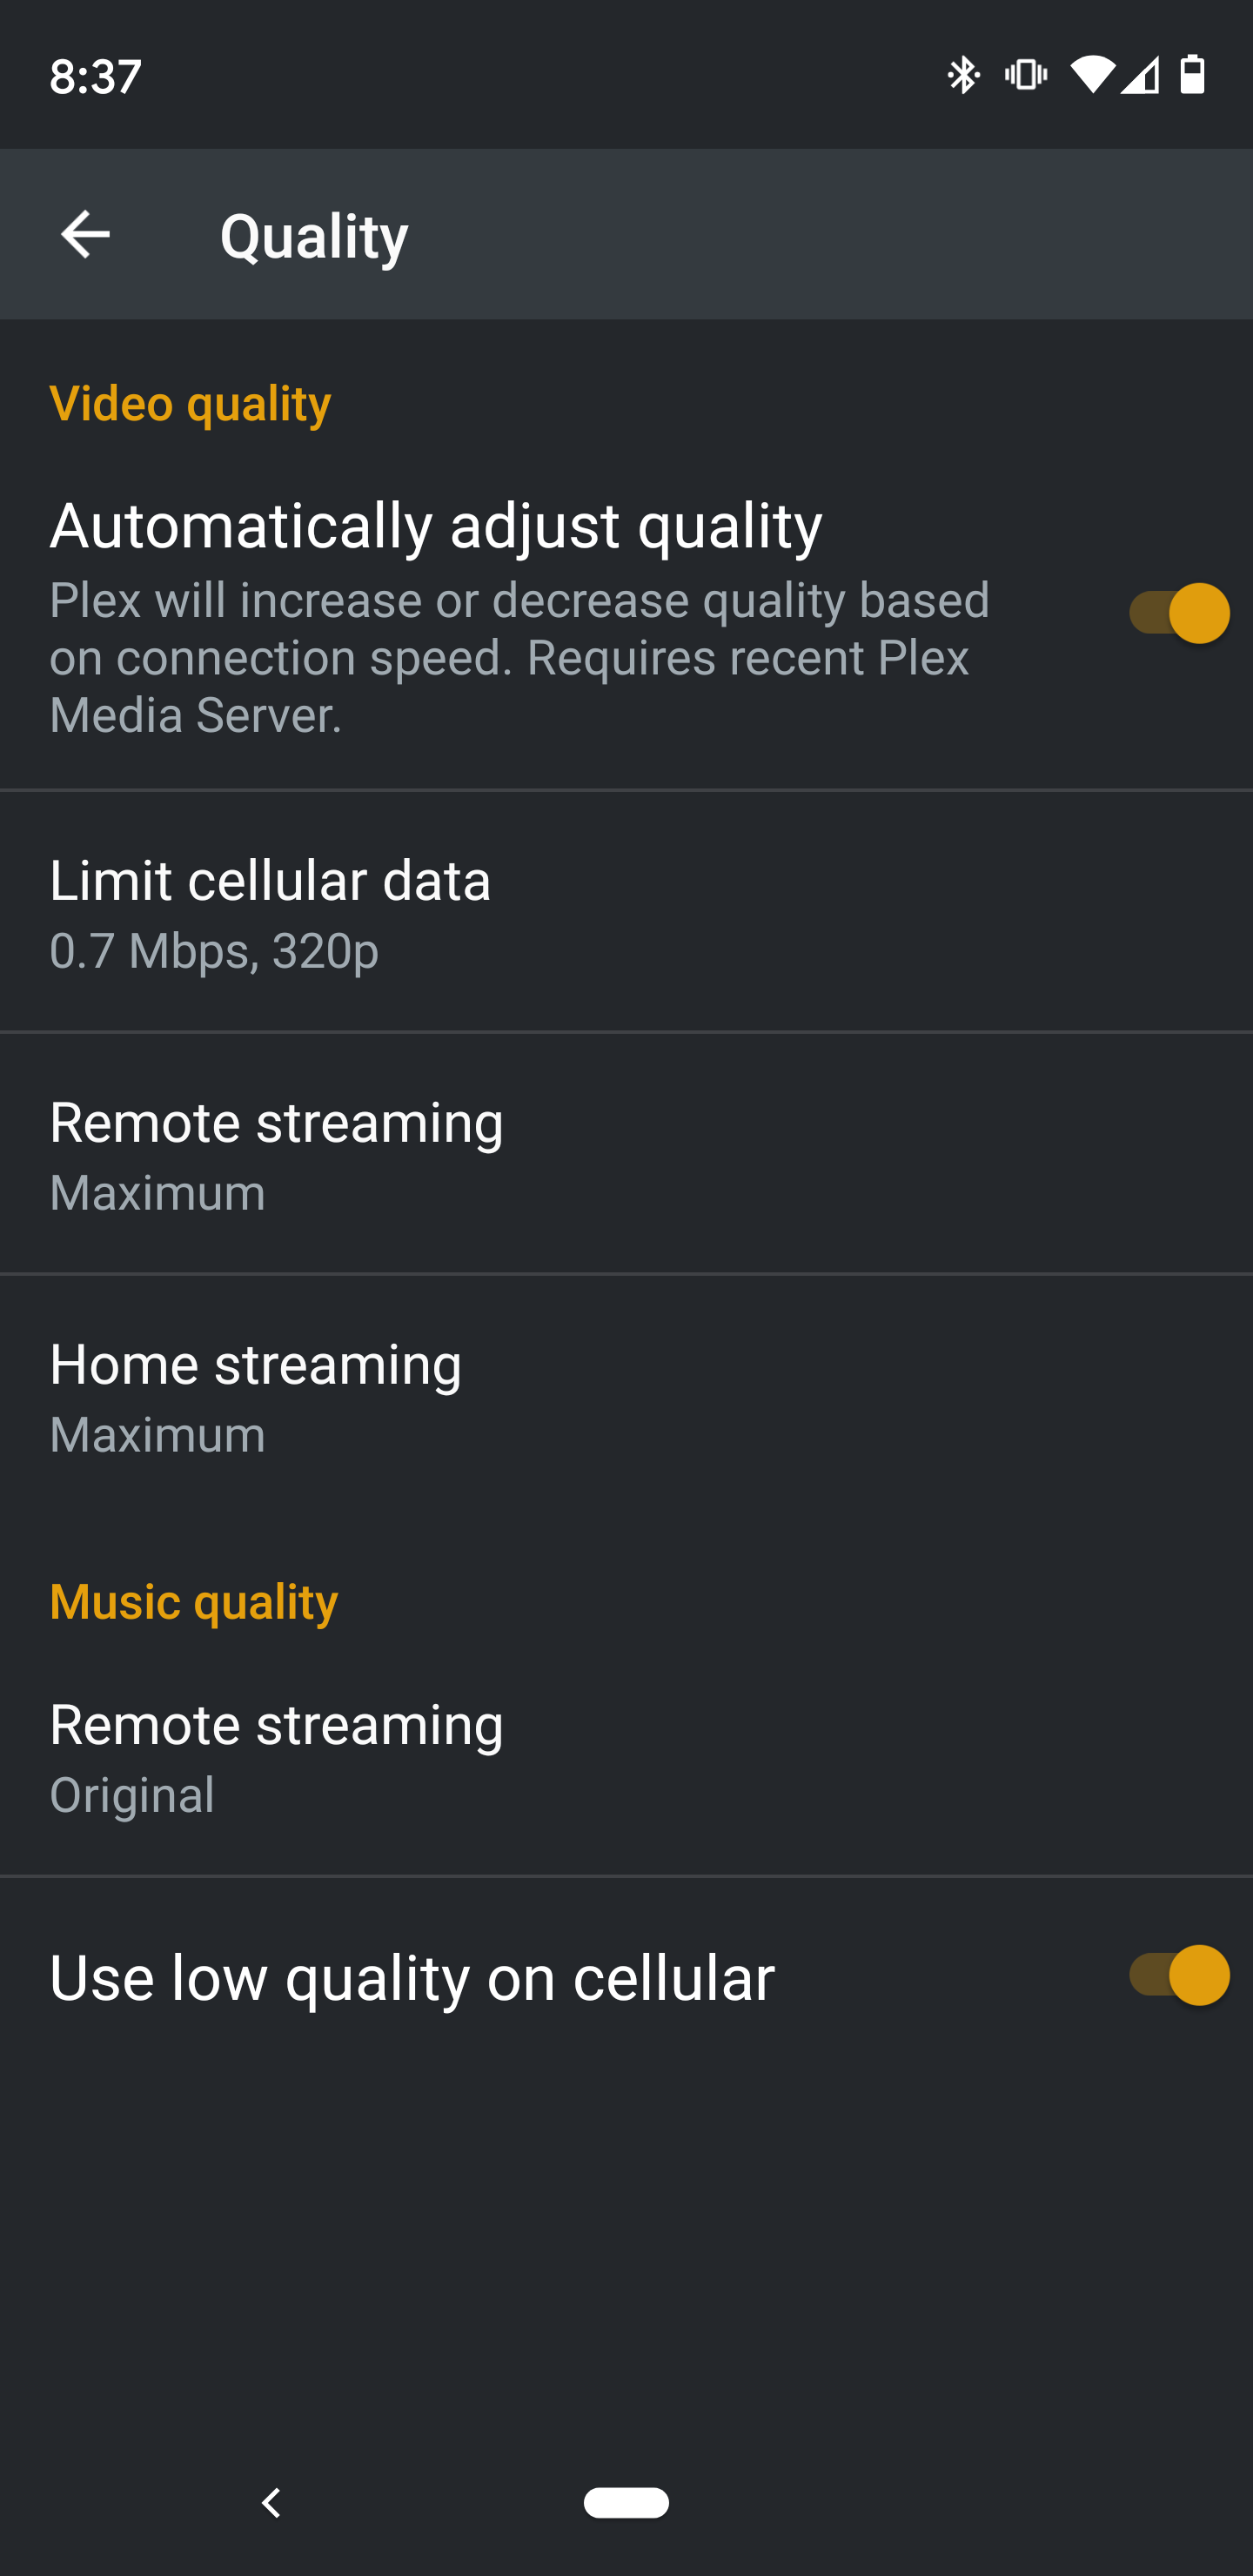 8:37
Quality
Video quality
Automatically adjust quality
Plex will increase or decrease quality based
on connection speed. Requires recent Plex
Media Server.
Limit cellular data
0.7 Mbps, 320p
Remote streaming
Maximum
Home streaming
Maximum
Music quality
Remote streaming
Original
Use low quality on cellular